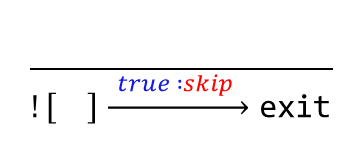 true :skip
![ ] ⟶ exit